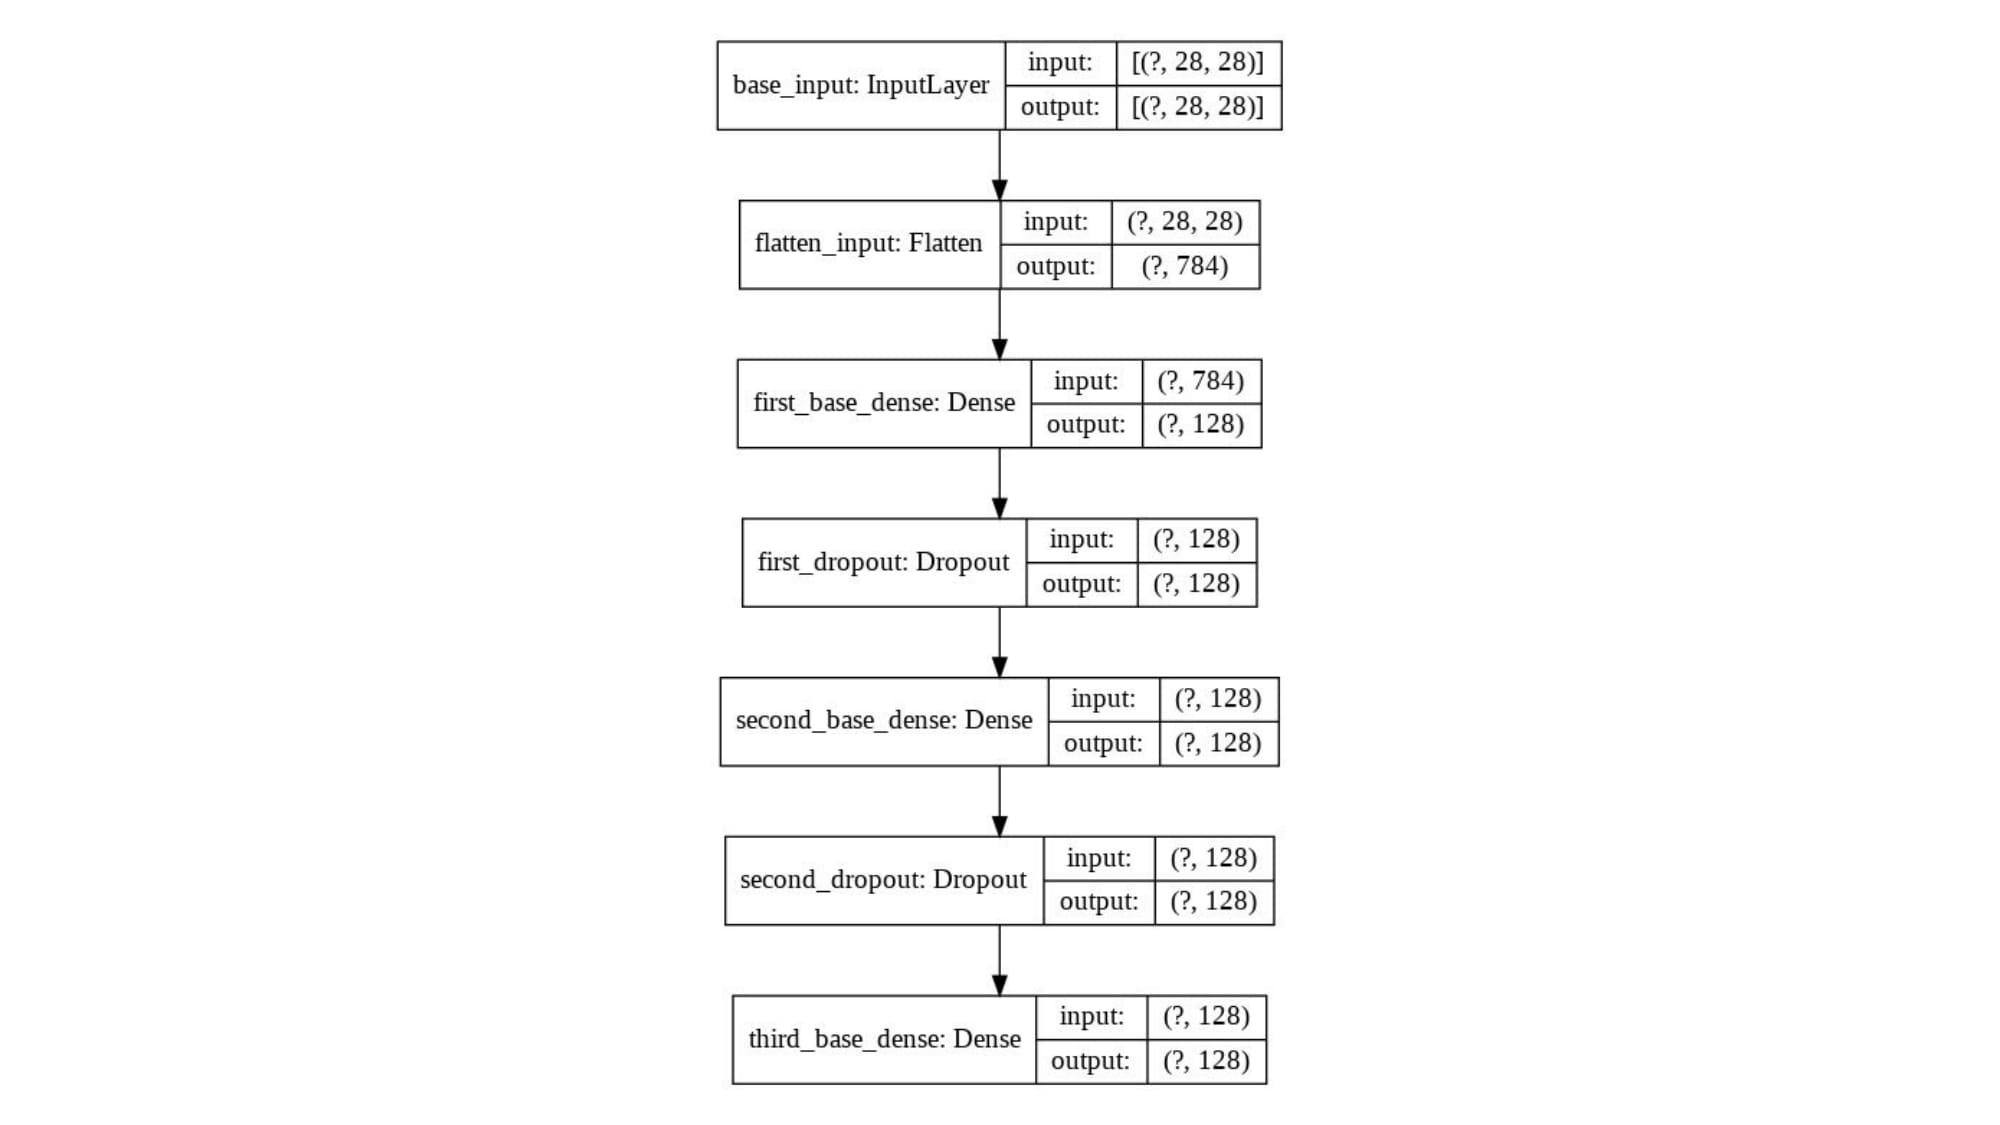 base_input: InputLayer
input:
[(?, 28, 28)]
output:
[(?, 28, 28)]
flatten_input: Flatten
input:
(?, 28, 28)
output:
(?, 784)
first_base_dense: Dense
input:
(?, 784)
output:
(?, 128)
first_dropout: Dropout
input:
(?, 128)
output:
(?, 128)
second_base_dense: Dense
input:
(?, 128)
output:
(?, 128)
second_dropout: Dropout
input:
(?, 128)
output:
(?, 128)
third_base_dense: Dense
input:
(?, 128)
output:
(?, 128)